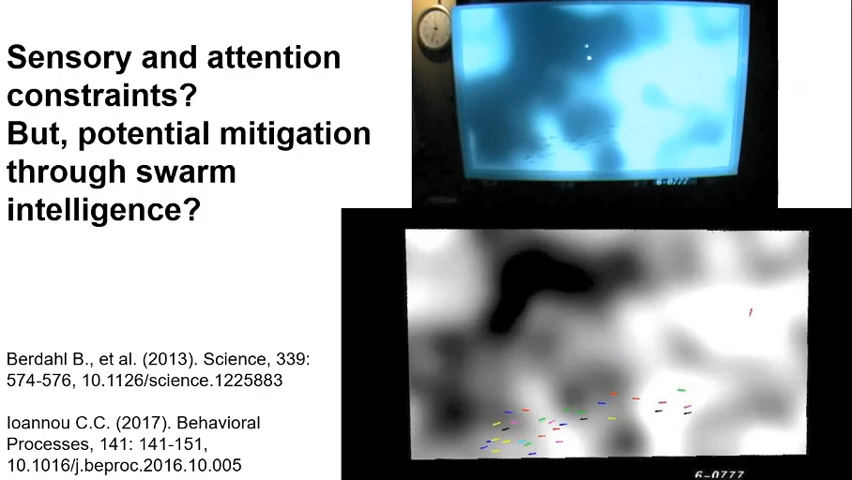 Sensory and attention
constraints?
But, potential mitigation
through swarm
intelligence?
Berdahl B., et al. (2013). Science, 339:
574-576, 10.1126/science.1225883
Ioannou C.C. (2017). Behavioral
Processes, 141: 141-151,
10.1016/j.beproc.2016.10.005
6-0777
6-0777